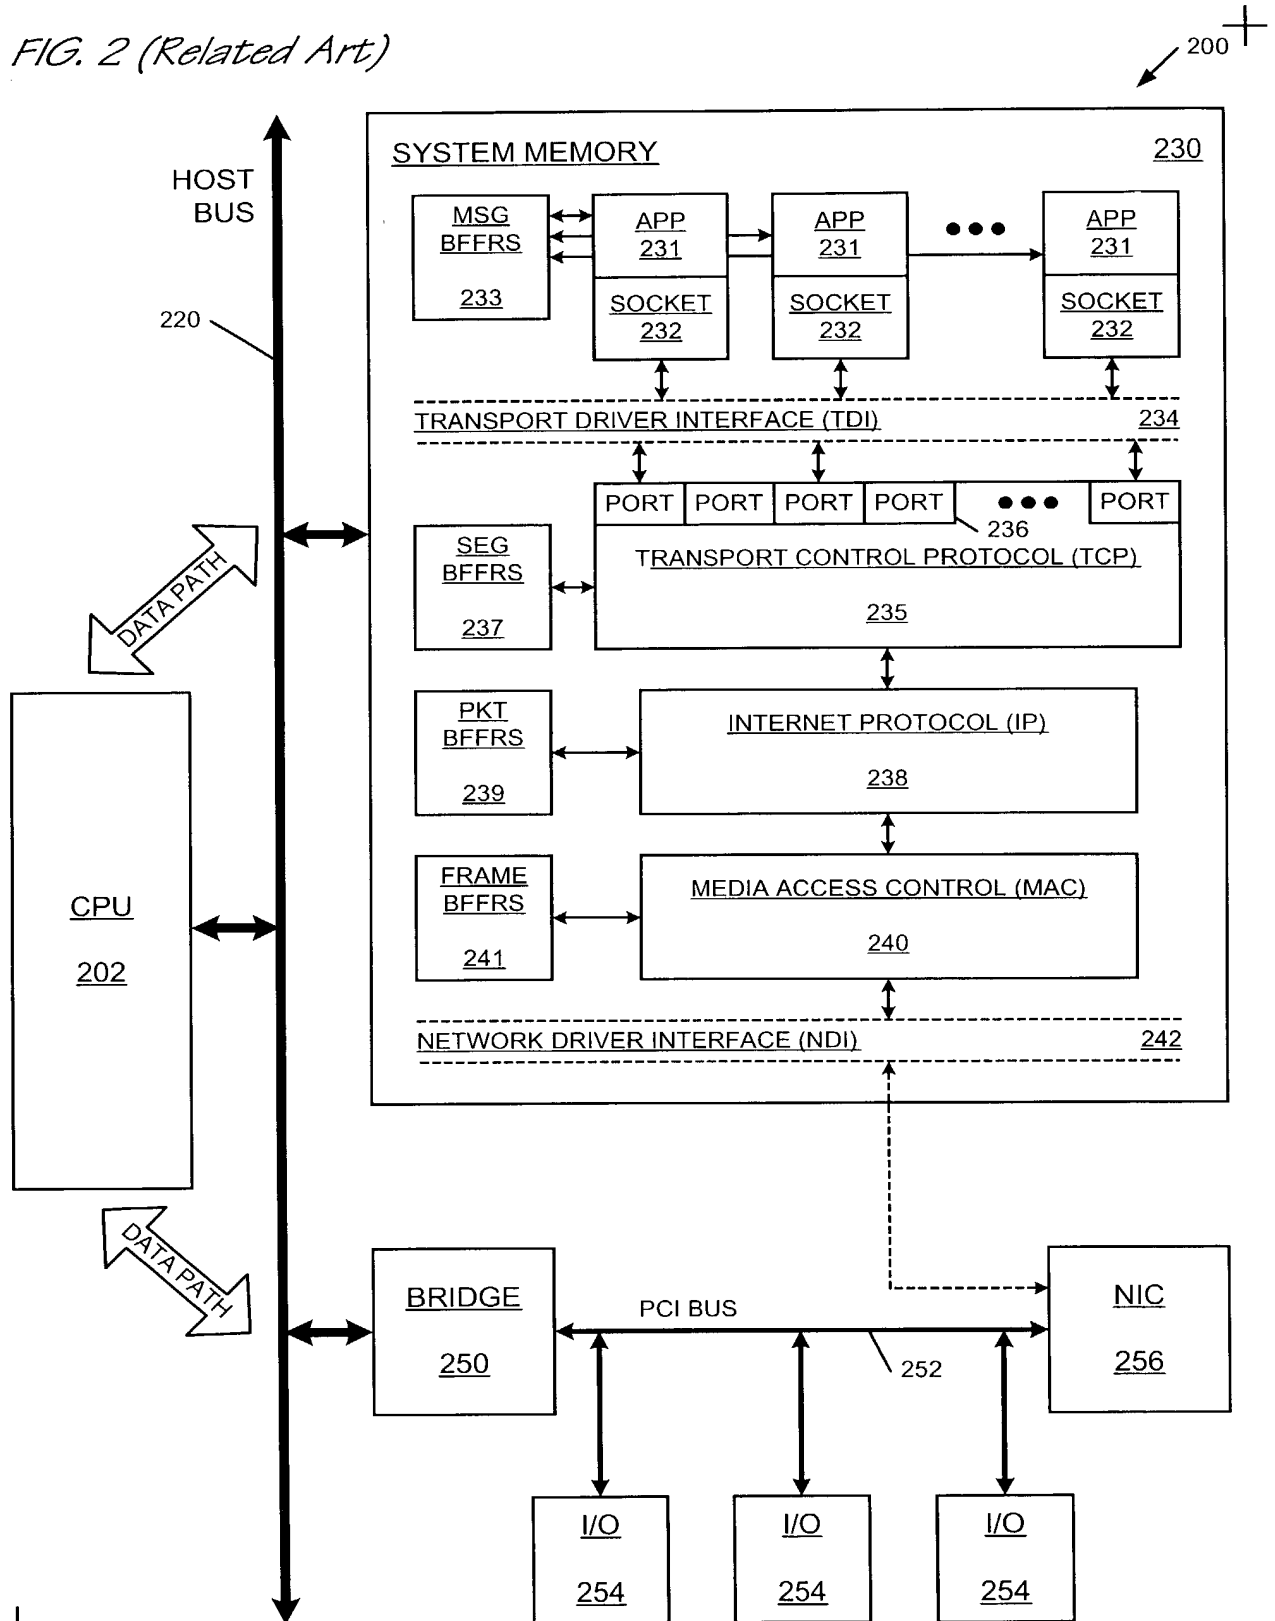 FIG. 2 (Related Art)
200
HOST
BUS
220
SYSTEM MEMORY
230
MSG
BFFRS
233
APP
231
SOCKET
232
APP
231
SOCKET
232
APP
231
SOCKET
232
TRANSPORT DRIVER INTERFACE (TDI)
234
PORT
PORT
PORT
PORT
PORT
236
SEG
BFFRS
237
TRANSPORT CONTROL PROTOCOL (TCP)
235
DATA PATH
PKT
BFFRS
239
INTERNET PROTOCOL (IP)
238
FRAME
BFFRS
241
MEDIA ACCESS CONTROL (MAC)
240
CPU
202
NETWORK DRIVER INTERFACE (NDI)
242
DATA PATH
BRIDGE
250
PCI BUS
252
NIC
256
I/O
254
I/O
254
I/O
254